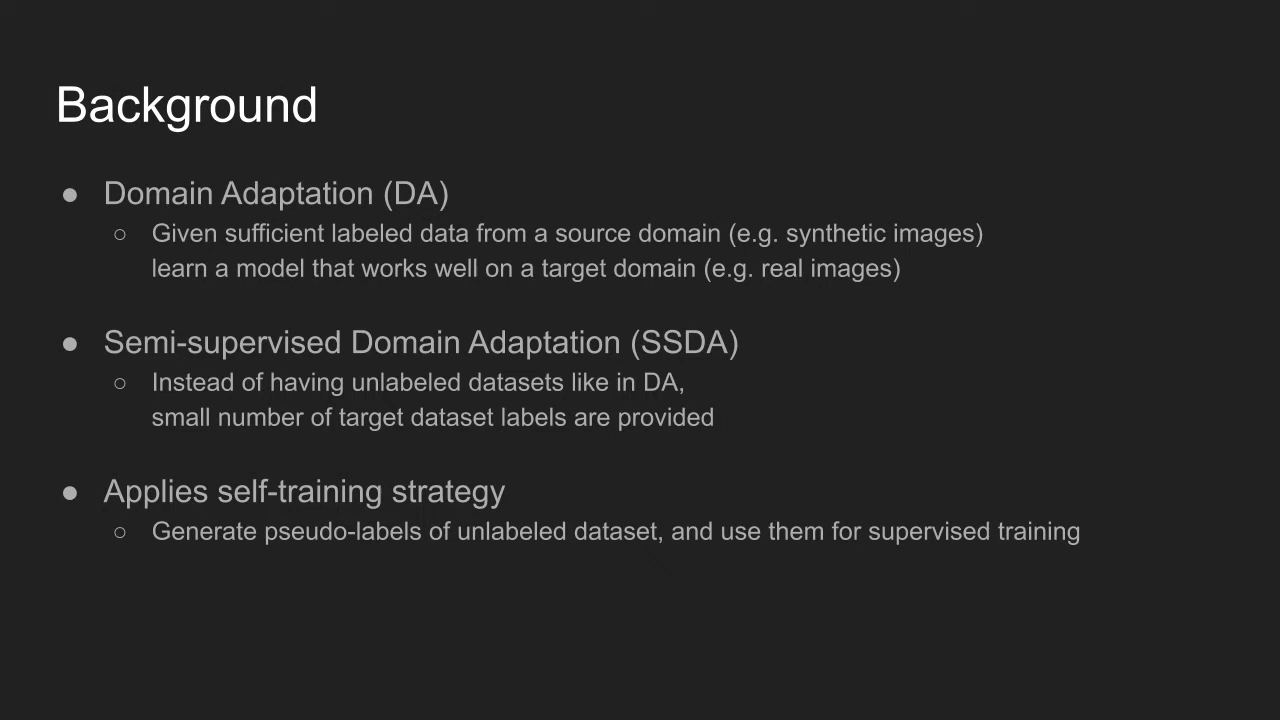 Background
● Domain Adaptation (DA)
○ Given sufficient labeled data from a source domain (e.g. synthetic images)
learn a model that works well on a target domain (e.g. real images)
● Semi-supervised Domain Adaptation (SSDA)
○ Instead of having unlabeled datasets like in DA,
small number of target dataset labels are provided
● Applies self-training strategy
○ Generate pseudo-labels of unlabeled dataset, and use them for supervised training